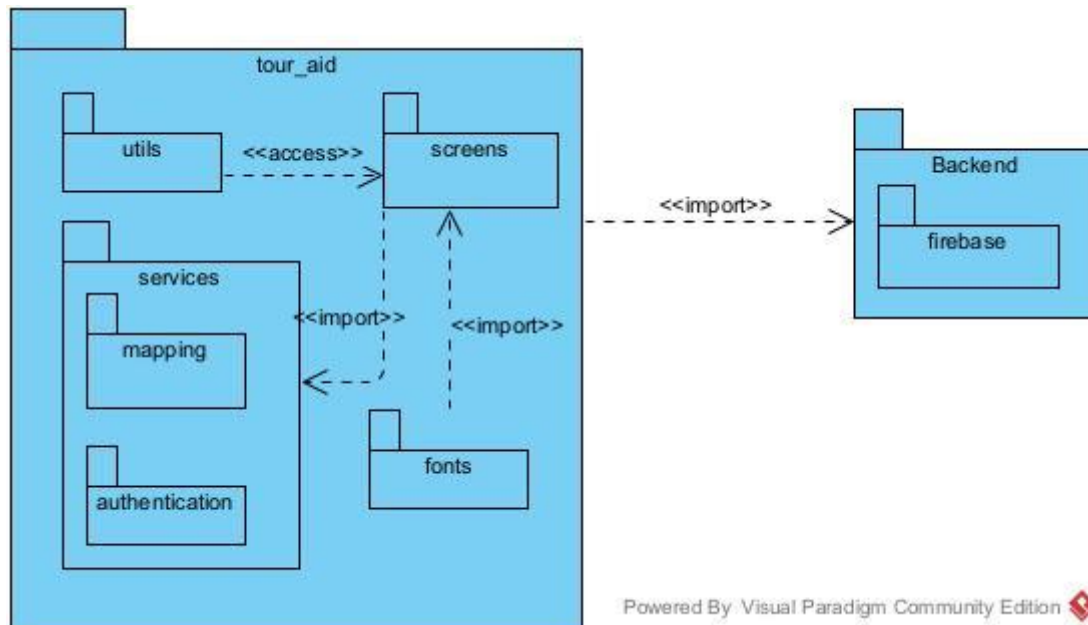 tour_aid
utils
<<access>>
screens
Backend
<<import>>
firebase
services
<<import>>
<<import>>
mapping
fonts
authentication
Powered By Visual Paradigm Community Edition